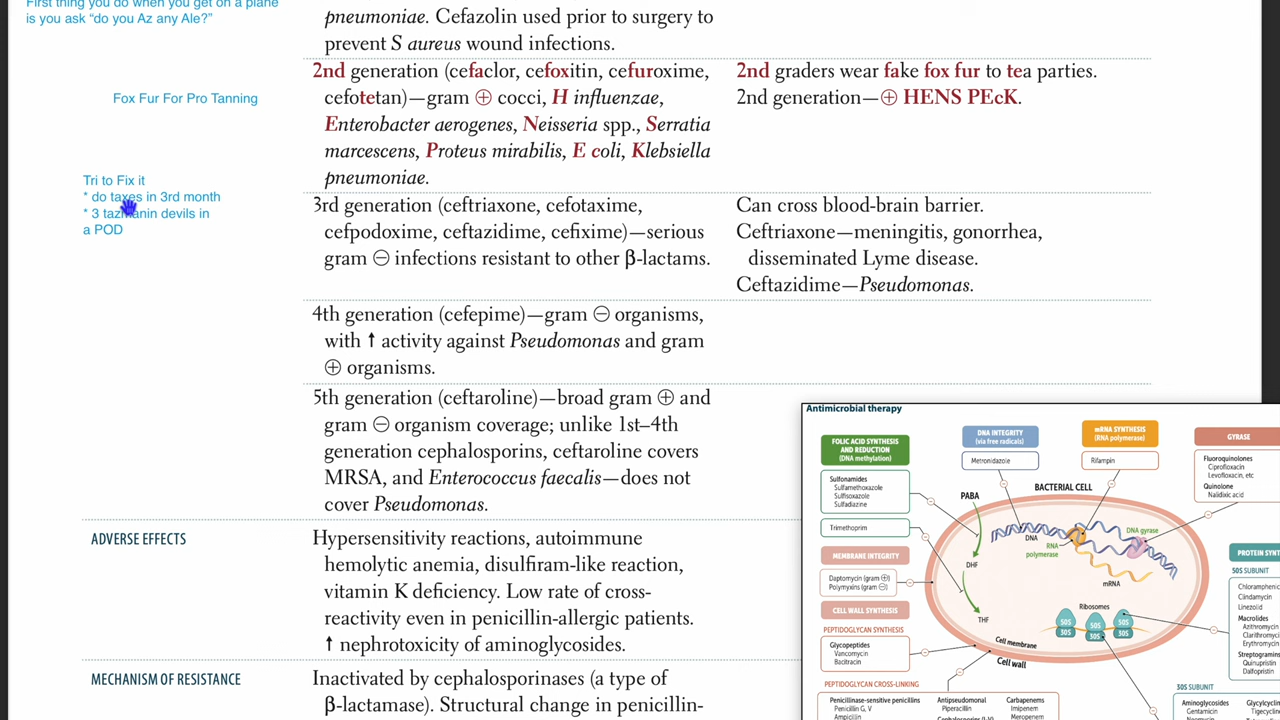 First thing you do when you get on a plane
is you ask “do you Az any Ale?”
pneumoniae. Cefazolin used prior to surgery to
prevent S aureus wound infections.
Fox Fur For Pro Tanning
2nd generation (cefaclor, cefoxitin, cefuroxime,
cefotetan)—gram ⊕ cocci, H influenzae,
Enterobacter aerogenes, Neisseria spp., Serratia
marcescens, Proteus mirabilis, E coli, Klebsiella
pneumoniae.
2nd graders wear fake fox fur to tea parties.
2nd generation—⊕ HENS PEcK.
Tri to Fix it
* do taxes in 3rd month
* 3 tazmanin devils in
a POD
3rd generation (ceftriaxone, cefotaxime,
cefpodoxime, ceftazidime, cefixime)—serious
gram ⊖ infections resistant to other β-lactams.
Can cross blood-brain barrier.
Ceftriaxone—meningitis, gonorrhea,
disseminated Lyme disease.
Ceftazidime—Pseudomonas.
4th generation (cefepime)—gram ⊖ organisms,
with ↑ activity against Pseudomonas and gram
⊕ organisms.
5th generation (ceftaroline)—broad gram ⊕ and
gram ⊖ organism coverage; unlike 1st–4th
generation cephalosporins, ceftaroline covers
MRSA, and Enterococcus faecalis—does not
cover Pseudomonas.
ADVERSE EFFECTS
Hypersensitivity reactions, autoimmune
hemolytic anemia, disulfiram-like reaction,
vitamin K deficiency. Low rate of cross-
reactivity even in penicillin-allergic patients.
↑ nephrotoxicity of aminoglycosides.
MECHANISM OF RESISTANCE
Inactivated by cephalosporinases (a type of
β-lactamase). Structural change in penicillin-
Antimicrobial therapy
FOLIC ACID SYNTHESIS
AND REDUCTION
(DNA methylation)
Sulfonamides
Sulfamethoxazole
Sulfisoxazole
Sulfadiazine
Trimethoprim
MEMBRANE INTEGRITY
Daptomycin (gram ⊕)
Polymyxins (gram ⊖)
CELL WALL SYNTHESIS
PEPTIDOGLYCAN SYNTHESIS
Glycopeptides
Vancomycin
Bacitracin
PEPTIDOGLYCAN CROSS-LINKING
Penicillinase-sensitive penicillins
Penicillin G, V
Ampicillin
Antipseudomonal
Piperacillin
Cephalosporins (I-V)
Carbapenems
Imipenem
Meropenem
DNA INTEGRITY
(via free radicals)
Metronidazole
mRNA SYNTHESIS
(RNA polymerase)
Rifampin
GYRASE
Fluoroquinolones
Ciprofloxacin
Levofloxacin, etc
Quinolone
Nalidixic acid
BACTERIAL CELL
PABA
DHF
THF
DNA
RNA
polymerase
DNA gyrase
mRNA
Ribosomes
50S
50S
50S
30S
30S
30S
Cell membrane
Cell wall
PROTEIN SYNT
50S SUBUNIT
Chloramphenic
Clindamycin
Linezolid
Macrolides
Azithromycin
Clarithromyci
Erythromycin
Streptogramins
Quinupristin
Dalfopristin
30S SUBUNIT
Aminoglycosides
Gentamicin
Glycylcycli
Tigecyclin